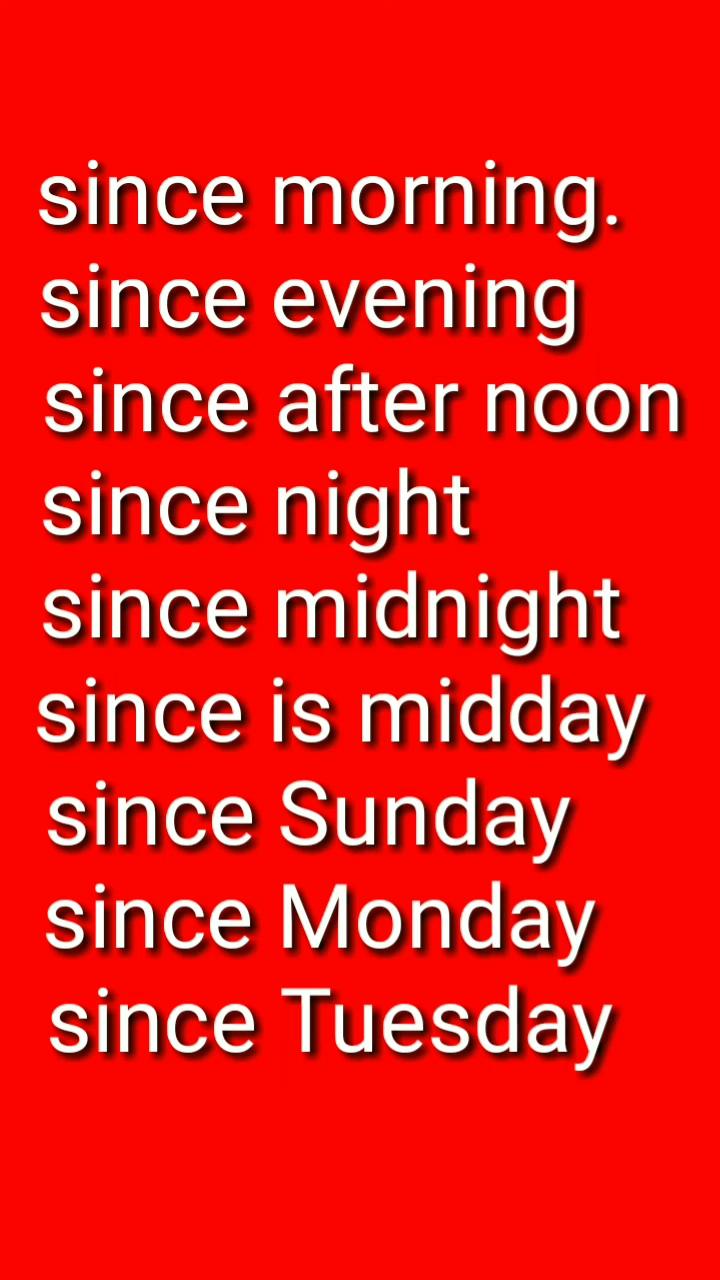 since morning.
since evening
since after noon
since night
since midnight
since is midday
since Sunday
since Monday
since Tuesday